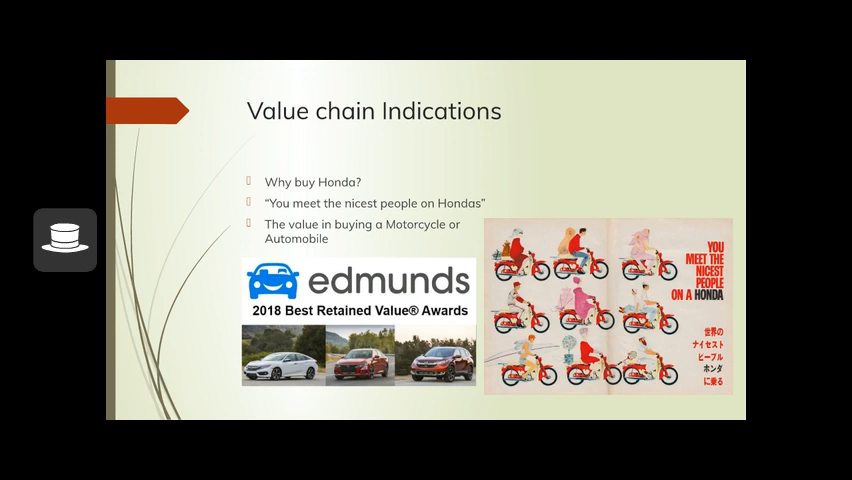 Value chain Indications
Why buy Honda?
“You meet the nicest people on Hondas”
The value in buying a Motorcycle or
Automobile
edmunds
2018 Best Retained Value® Awards
YOU
MEET THE
NICEST
PEOPLE
ON A HONDA
世界の
ナイセスト
ピープル
ホンダ
に乗る